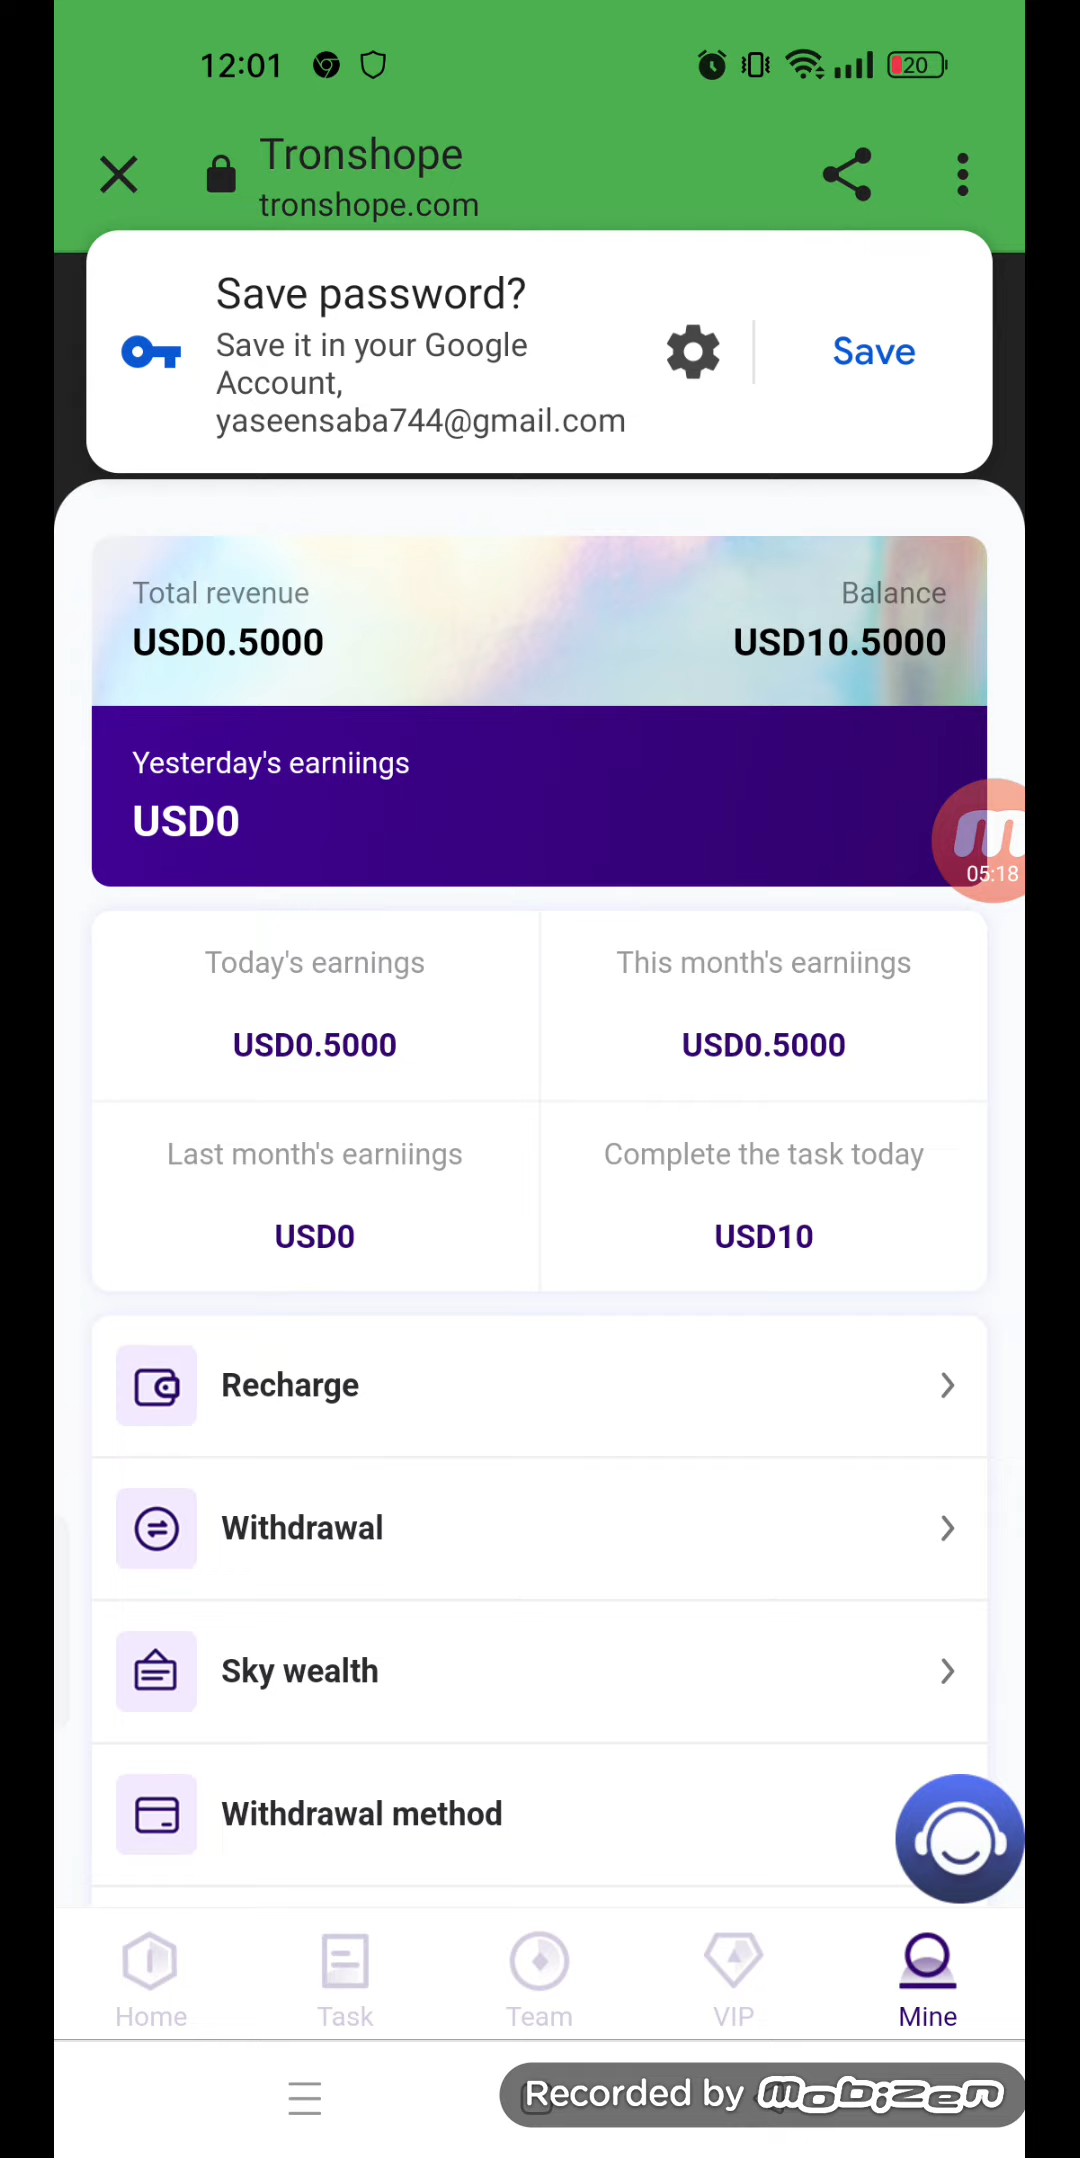 12:01
20
Tronshope
tronshope.com
Save password?
Save it in your Google
Account,
yaseensaba744@gmail.com
Save
Total revenue
Balance
USD0.5000
USD10.5000
Yesterday's earniings
USD0
05:18
Today's earnings
This month's earniings
USD0.5000
USD0.5000
Last month's earniings
Complete the task today
USD0
USD10
Recharge
Withdrawal
Sky wealth
Withdrawal method
Home
Task
Team
VIP
Mine
Recorded by mobizen